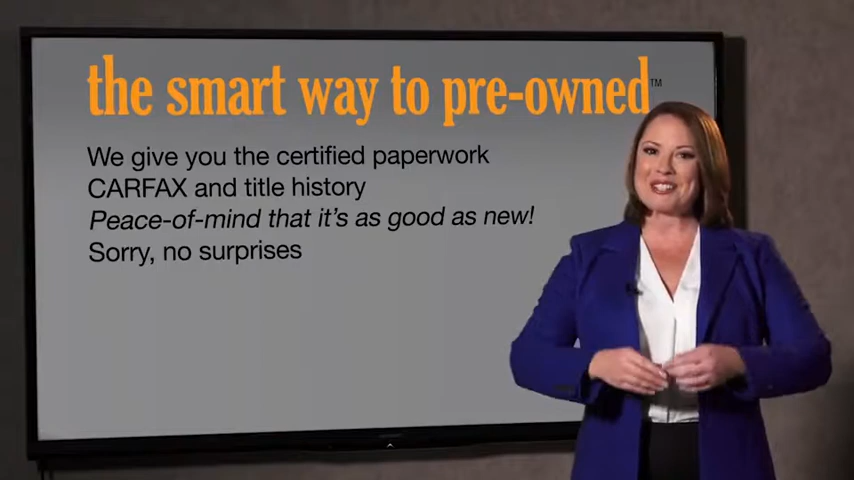 the smart way to pre-owned™
We give you the certified paperwork
CARFAX and title history
Peace-of-mind that it's as good as new!
Sorry, no surprises